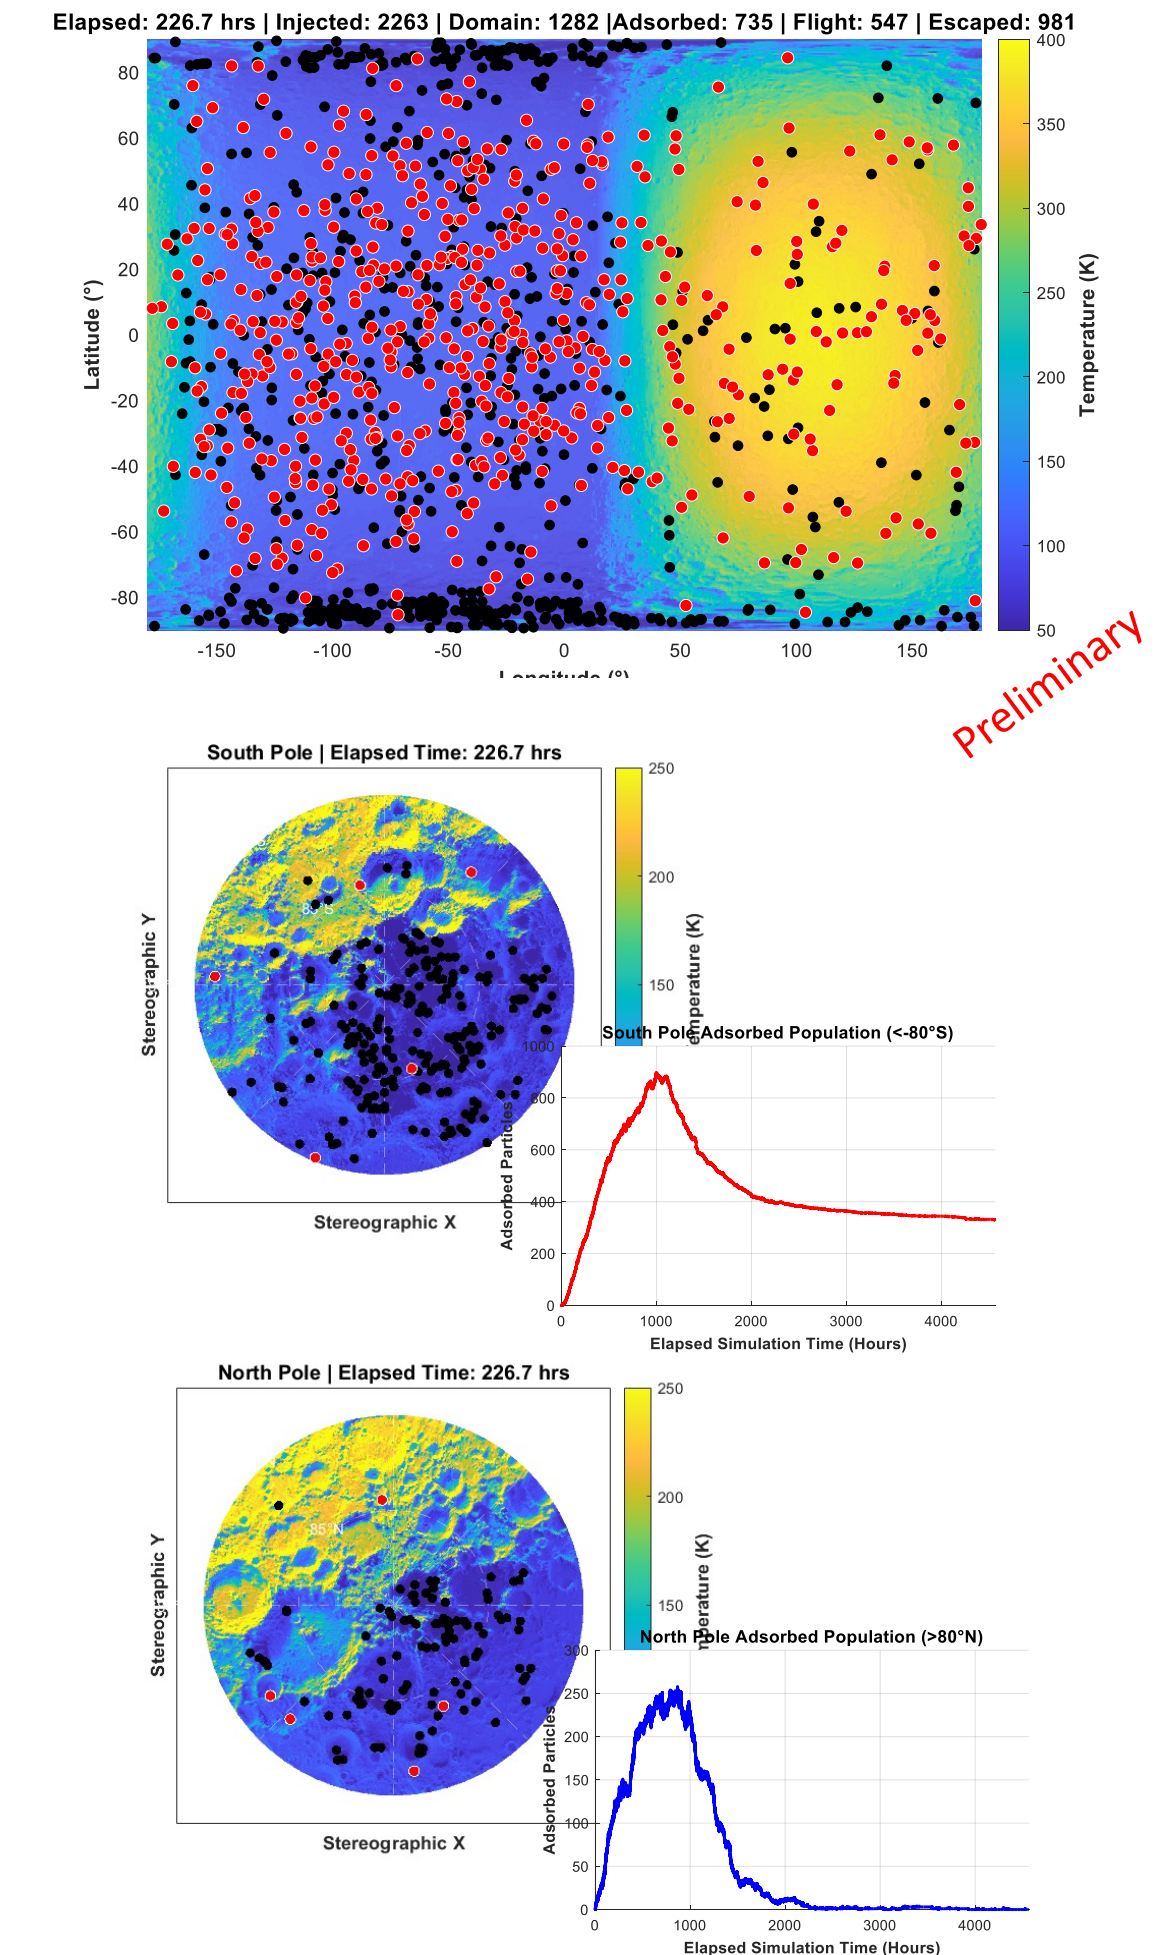 Elapsed: 226.7 hrs | Injected: 2263 | Domain: 1282 |Adsorbed: 735 | Flight: 547 | Escaped: 981
80
60
40
20
0
-20
-40
-60
-80
Latitude (°)
-150 -100 -50 0 50 100 150
Longitude (°)
400
350
300
250
200
150
100
50
Temperature (K)
Preliminary
South Pole | Elapsed Time: 226.7 hrs
Stereographic Y
Stereographic X
250
200
150
emperature (K)
South Pole Adsorbed Population (<-80°S)
1000
800
600
400
200
0
Adsorbed Particles
0 1000 2000 3000 4000
Elapsed Simulation Time (Hours)
North Pole | Elapsed Time: 226.7 hrs
85°N
Stereographic Y
Stereographic X
250
200
150
mperature (K)
North Pole Adsorbed Population (>80°N)
300
250
200
150
100
50
0
Adsorbed Particles
0 1000 2000 3000 4000
Elapsed Simulation Time (Hours)